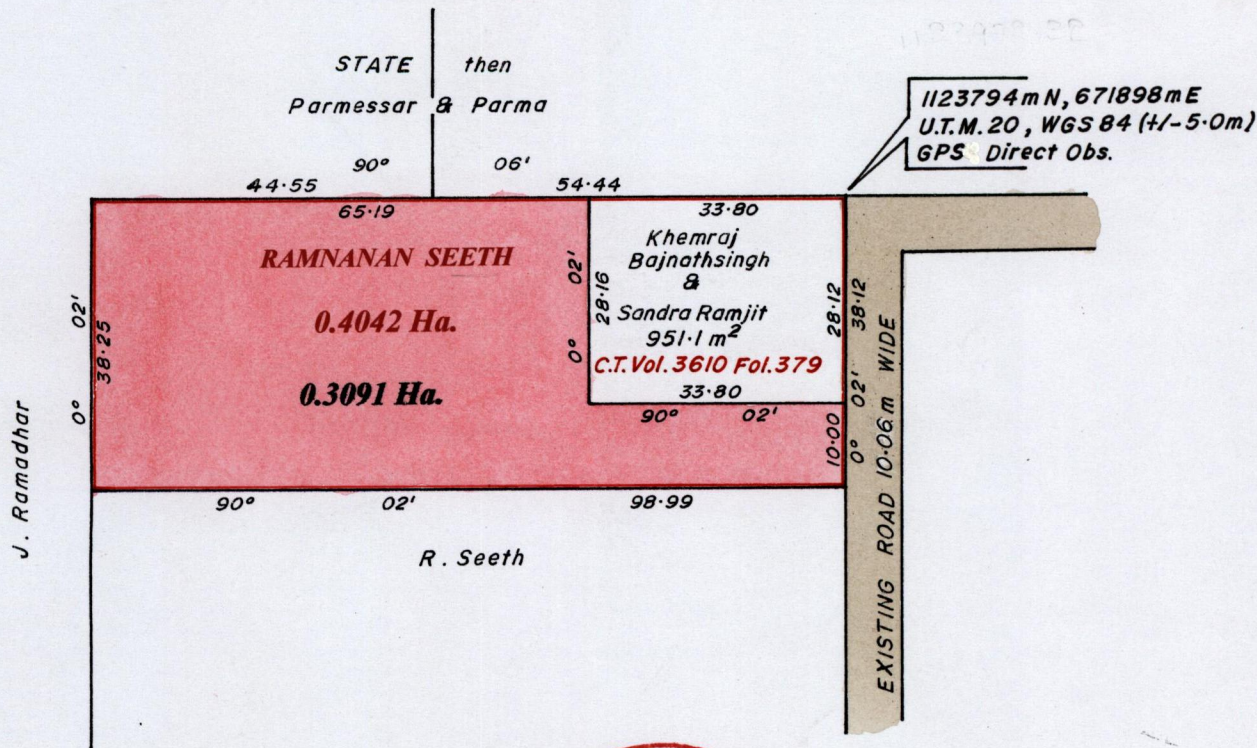 STATE then
Parmessar & Parma
1123794mN, 671898mE
U.T.M. 20, WGS 84 (+/-5·0m)
GPS Direct Obs.
90° 06'
44·55 54·44
65·19
33·80
RAMNANAN SEETH
0.4042 Ha.
0.3091 Ha.
Khemraj
Bajnathsingh
&
Sandra Ramjit
951·1 m²
C.T. Vol. 3610 Fol. 379
33·80
90° 02'
0° 02'
28·16
28·12
10·00
0° 02' 38·12
0° 02'
38·25
J. Ramadhar
90° 02' 98·99
R. Seeth
EXISTING ROAD 10·06m WIDE